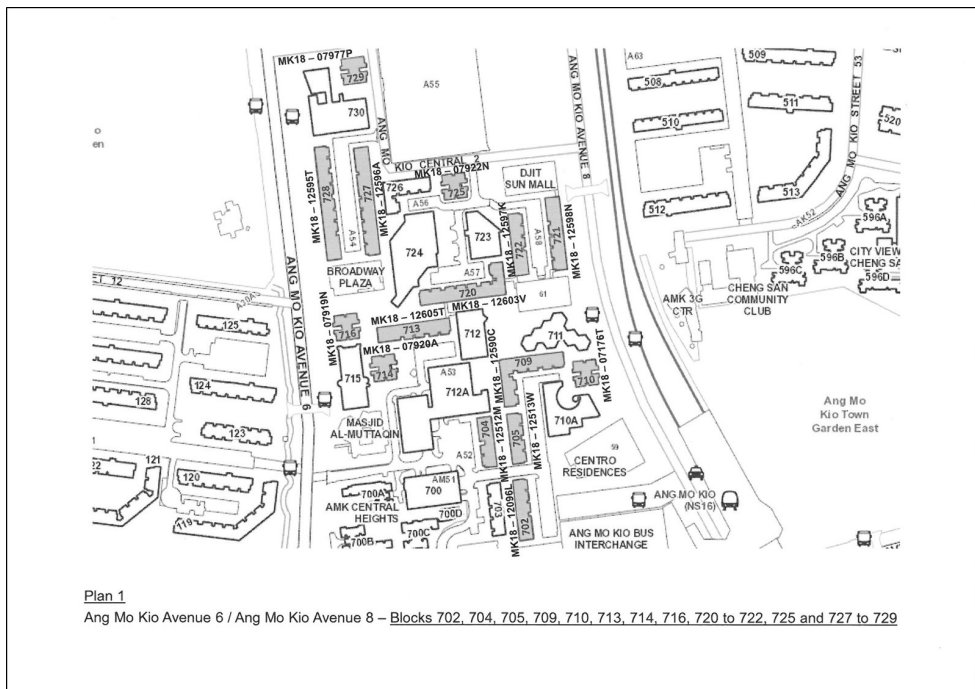 MK18 – 07977P
729
A55
A63
509
SI
508
511
510
520
ANG MO KIO STREET 53
730
ANG MO
KIO CENTRAL 2
ANG MO KIO AVENUE 8
MK18 – 07922N
DJIT
SUN MALL
513
512
AK52
596A
MK18 – 12595T
728
727
MK18 – 12596A
726
725
A56
A54
724
723
MK18 – 12597K
722
A58
721
MK18 – 12598N
CITY VIEW
CHENG SA
596B
596C
596D
o
en
BROADWAY
PLAZA
A57
720
ET 12
ANG MO KIO AVENUE 6
MK18 – 12603V
61
AMK 3G
CTR
CHENG SAN
COMMUNITY
CLUB
MK18 – 07919N
MK18 – 12605T
125
716
713
712
711
MK18 – 07920A
MK18 – 12590C
709
MK18 – 07176T
715
714
A53
710
124
712A
128
710A
Ang Mo
Kio Town
Garden East
123
MASJID
AL-MUTTAQIN
MK18 – 12512M
704
705
MK18 – 12513W
59
CENTRO
RESIDENCES
1
22
121
120
A52
AM51
700A
700
119
AMK CENTRAL
HEIGHTS
700D
703
MK18 – 12096L
702
ANG MO KIO
(NS16)
700B
700C
ANG MO KIO BUS
INTERCHANGE
Plan 1
Ang Mo Kio Avenue 6 / Ang Mo Kio Avenue 8 – Blocks 702, 704, 705, 709, 710, 713, 714, 716, 720 to 722, 725 and 727 to 729